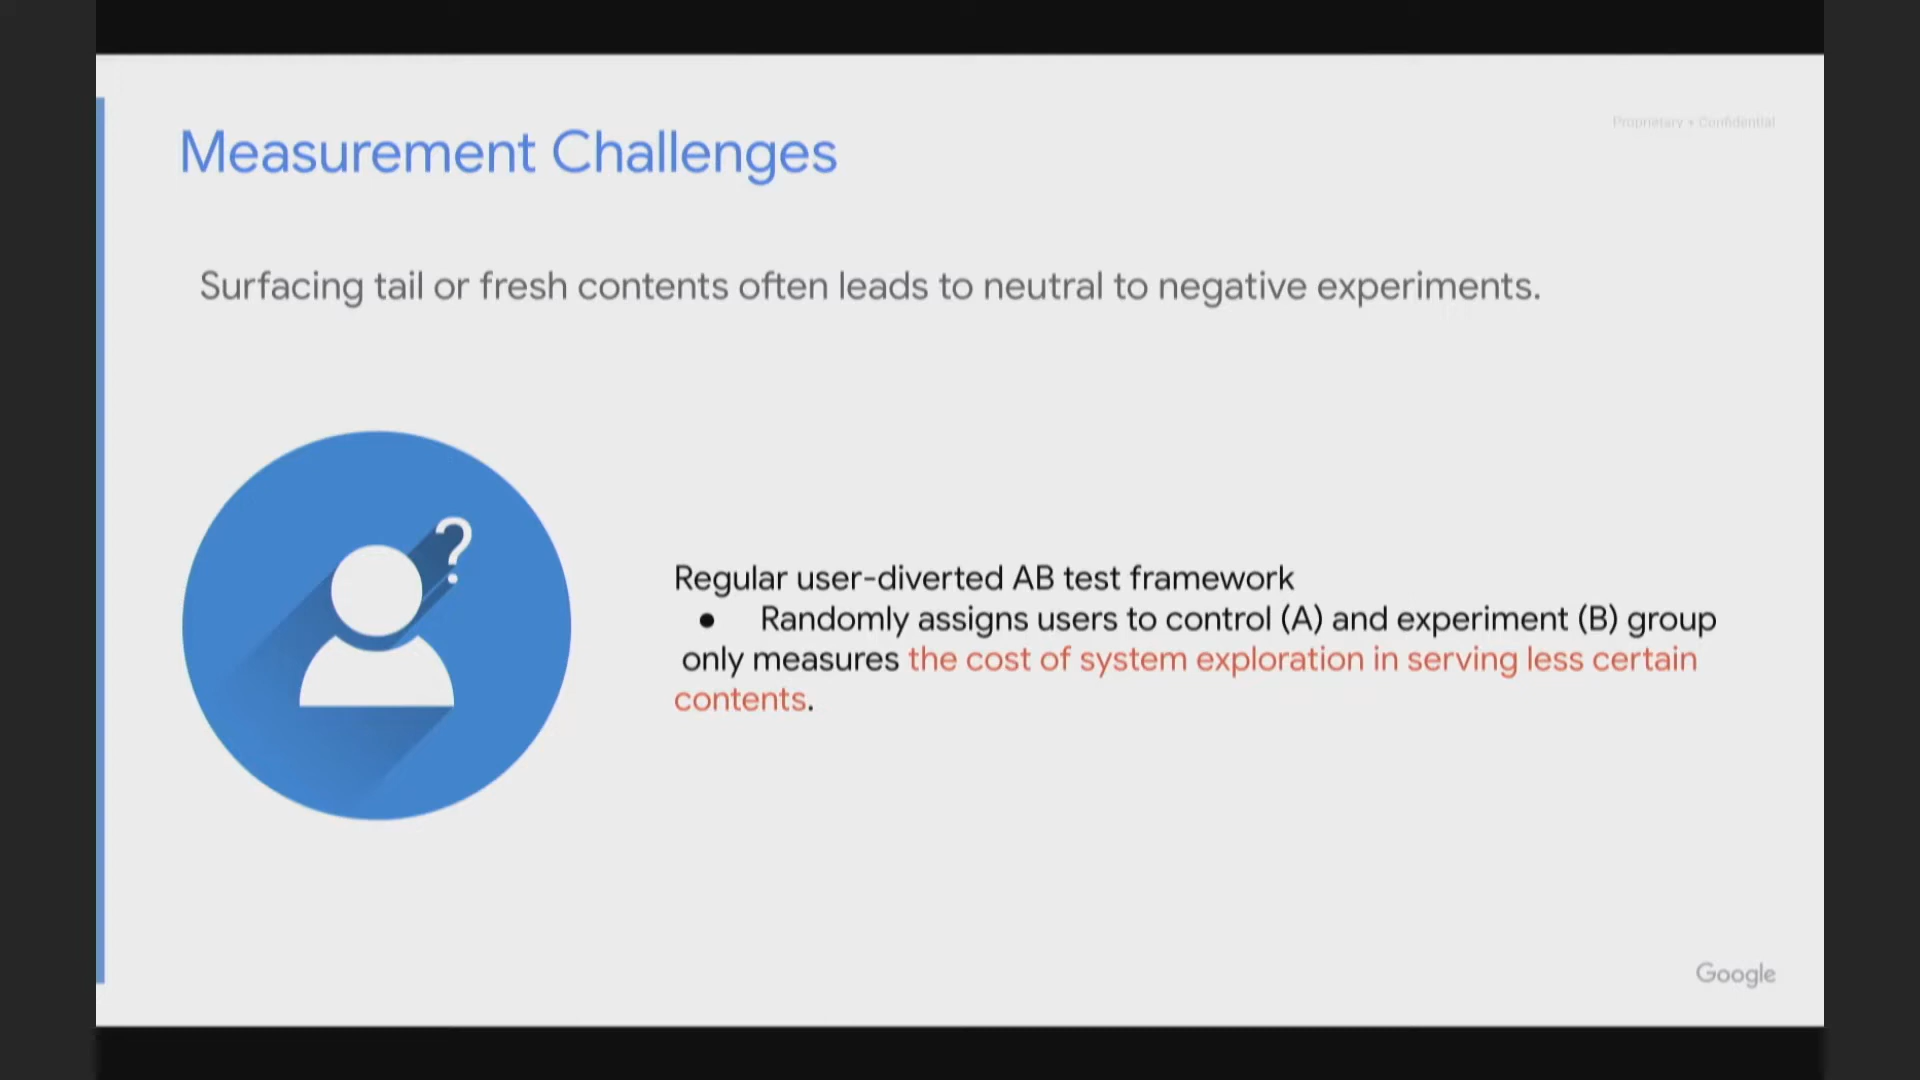 Proprietary + Confidential
Measurement Challenges
Surfacing tail or fresh contents often leads to neutral to negative experiments.
?
Regular user-diverted AB test framework
● Randomly assigns users to control (A) and experiment (B) group
only measures the cost of system exploration in serving less certain
contents.
Google